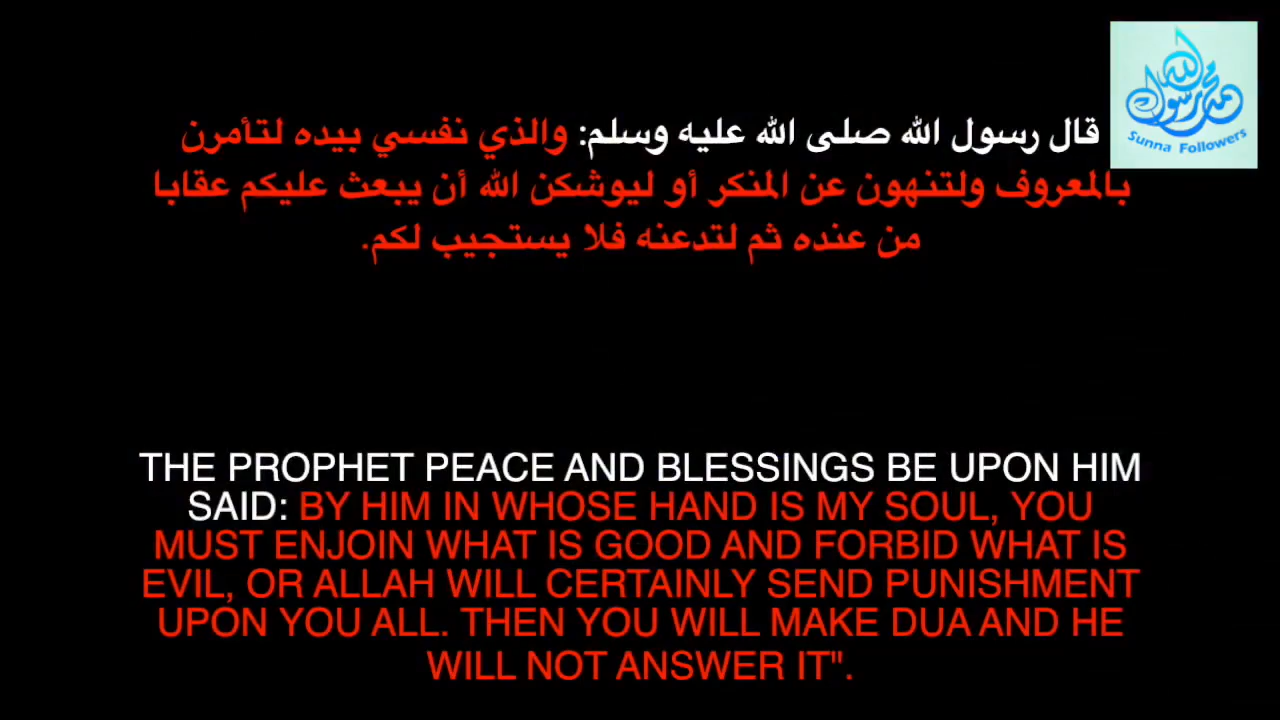 محمد رسول الله
Sunna Followers
قال رسول الله صلى الله عليه وسلم: والذي نفسي بيده لتأمرن
بالمعروف ولتنهون عن المنكر أو ليوشكن الله أن يبعث عليكم عقابا
من عنده ثم لتدعنه فلا يستجيب لكم.
THE PROPHET PEACE AND BLESSINGS BE UPON HIM
SAID: BY HIM IN WHOSE HAND IS MY SOUL, YOU
MUST ENJOIN WHAT IS GOOD AND FORBID WHAT IS
EVIL, OR ALLAH WILL CERTAINLY SEND PUNISHMENT
UPON YOU ALL. THEN YOU WILL MAKE DUA AND HE
WILL NOT ANSWER IT".